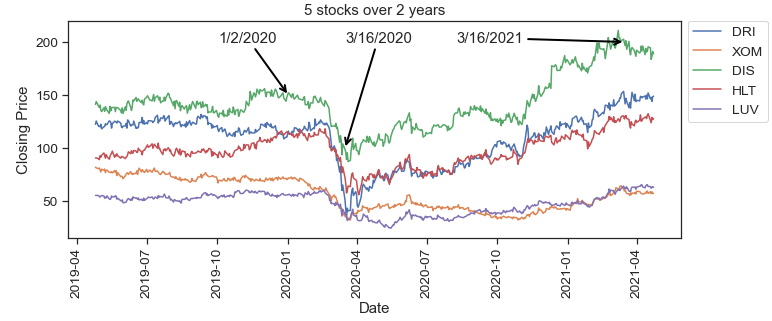 5 stocks over 2 years
1/2/2020
3/16/2020
3/16/2021
DRI
XOM
DIS
HLT
LUV
Closing Price
200
150
100
50
2019-04
2019-07
2019-10
2020-01
2020-04
2020-07
2020-10
2021-01
2021-04
Date